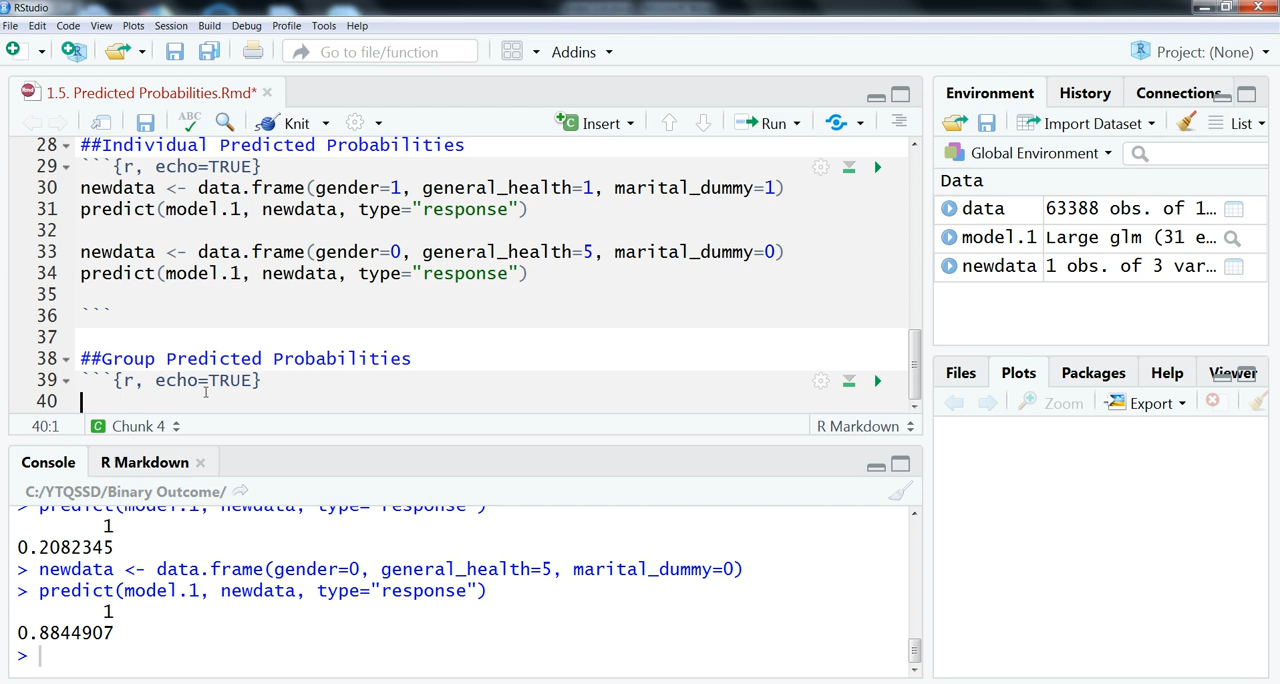 RStudio
File Edit Code View Plots Session Build Debug Profile Tools Help
Go to file/function Addins Project: (None)
1.5. Predicted Probabilities.Rmd*
ABC Knit Insert Run
28 ##Individual Predicted Probabilities
29 ```{r, echo=TRUE}
30 newdata <- data.frame(gender=1, general_health=1, marital_dummy=1)
31 predict(model.1, newdata, type="response")
32
33 newdata <- data.frame(gender=0, general_health=5, marital_dummy=0)
34 predict(model.1, newdata, type="response")
35
36 ```
37
38 ##Group Predicted Probabilities
39 ```{r, echo=TRUE}
40
40:1 C Chunk 4 R Markdown
Console R Markdown
C:/YTQSSD/Binary Outcome/
> predict(model.1, newdata, type="response")
1
0.2082345
> newdata <- data.frame(gender=0, general_health=5, marital_dummy=0)
> predict(model.1, newdata, type="response")
1
0.8844907
>
Environment History Connections
Import Dataset List
Global Environment
Data
data 63388 obs. of 1...
model.1 Large glm (31 e...
newdata 1 obs. of 3 var...
Files Plots Packages Help Viewer
Zoom Export